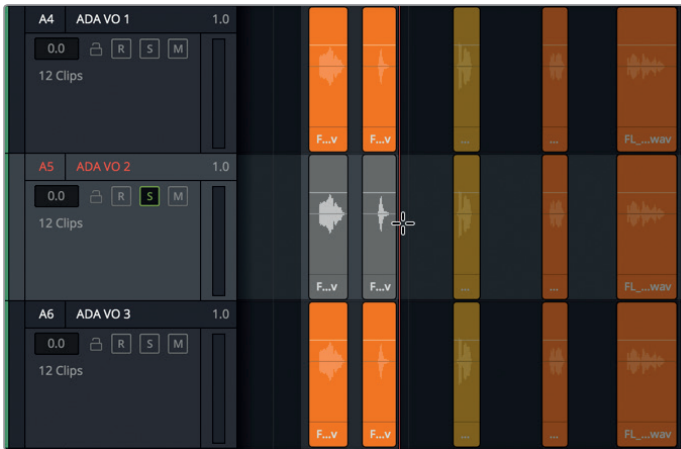 A4 ADA VO 1 1.0
0.0 R S M
12 Clips
F...v F...v ... ... FL_...wav
A5 ADA VO 2 1.0
0.0 R S M
12 Clips
F...v F...v ... ... FL_...wav
A6 ADA VO 3 1.0
0.0 R S M
12 Clips
F...v F...v ... ... FL_...wav